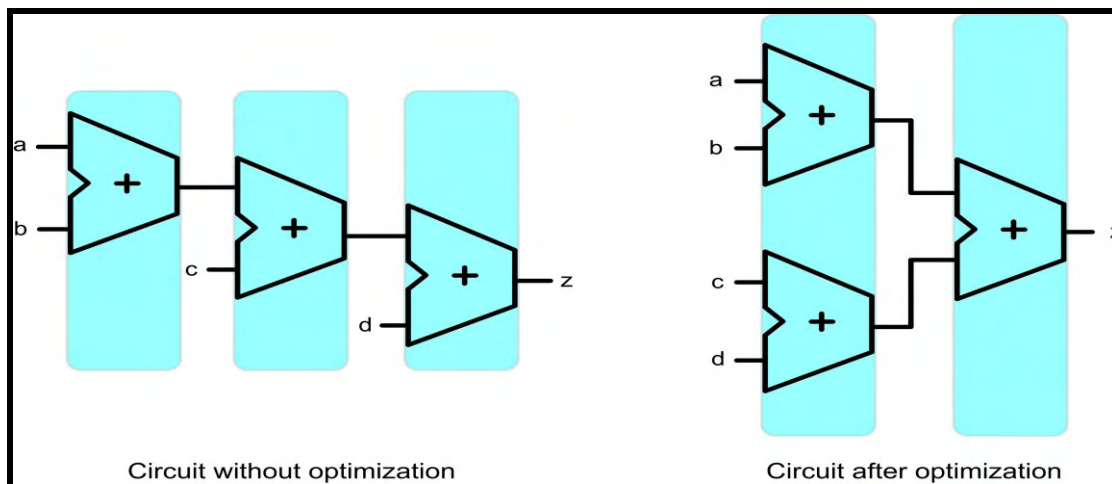 a
b
+
c
+
d
+
z
Circuit without optimization
a
b
+
c
d
+
+
Circuit after optimization